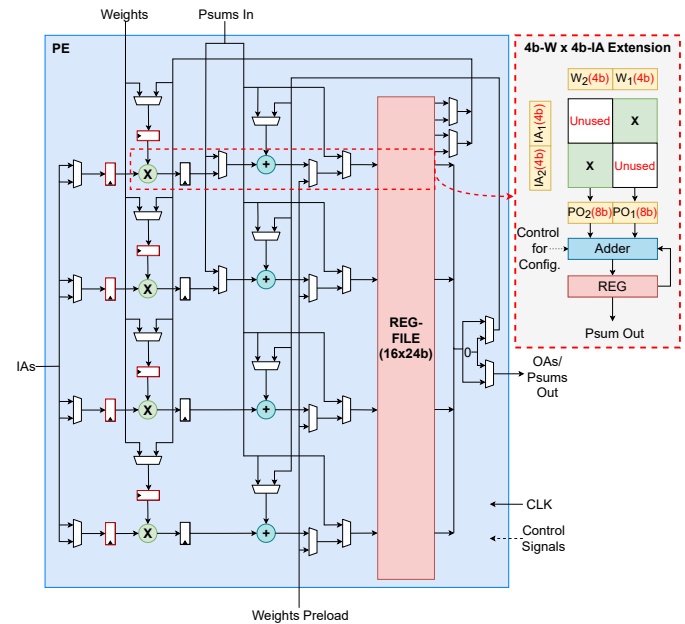 Weights
Psums In
PE
4b-W x 4b-IA Extension
W2(4b) W1(4b)
IA1(4b)
IA2(4b)
Unused
X
X
Unused
PO2(8b) PO1(8b)
Control
for
Config.
Adder
REG
Psum Out
X
+
X
+
REG-
FILE
(16x24b)
0
IAs
OAs/
Psums
Out
X
+
X
+
CLK
Control
Signals
Weights Preload